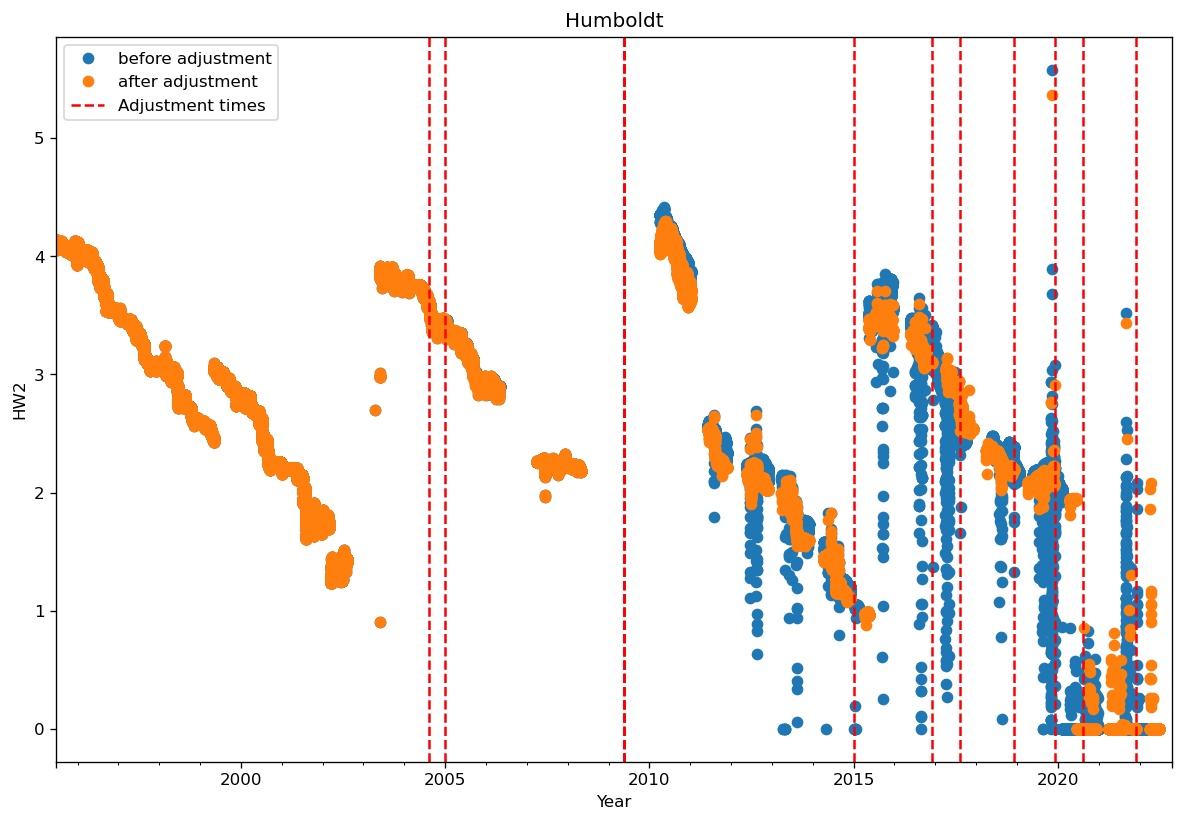 Humboldt
before adjustment
after adjustment
Adjustment times
5
4
3
2
1
0
HW2
2000 2005 2010 2015 2020
Year